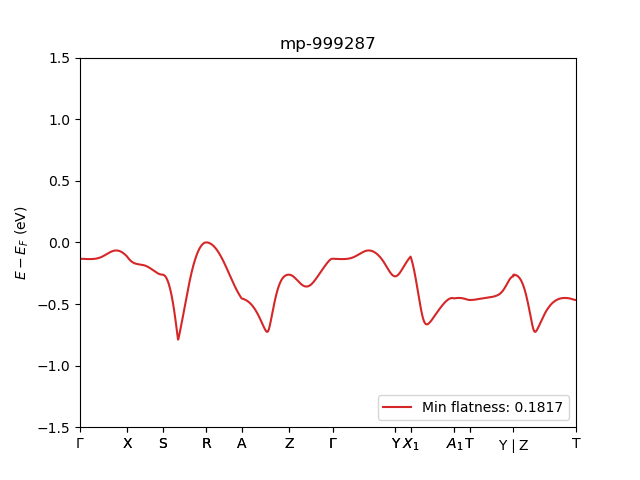 mp-999287
E − E_F (eV)
1.5
1.0
0.5
0.0
−0.5
−1.0
−1.5
Min flatness: 0.1817
Γ X S R A Z Γ Y X₁ A₁ T Y | Z T